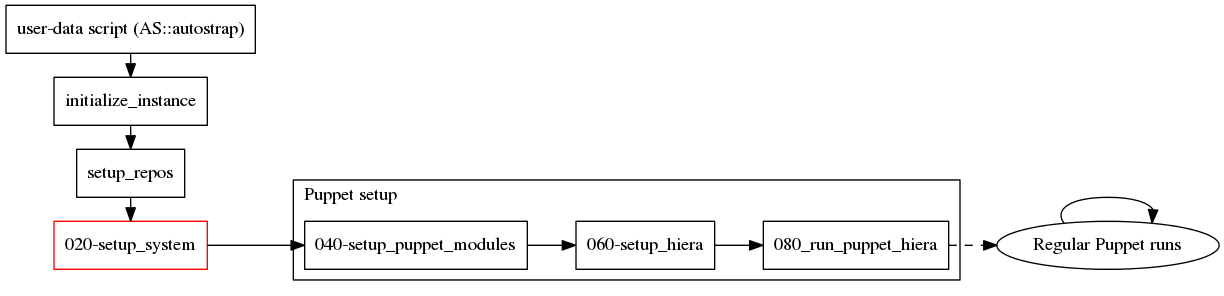 user-data script (AS::autostrap)
initialize_instance
setup_repos
020-setup_system
Puppet setup
040-setup_puppet_modules
060-setup_hiera
080_run_puppet_hiera
Regular Puppet runs